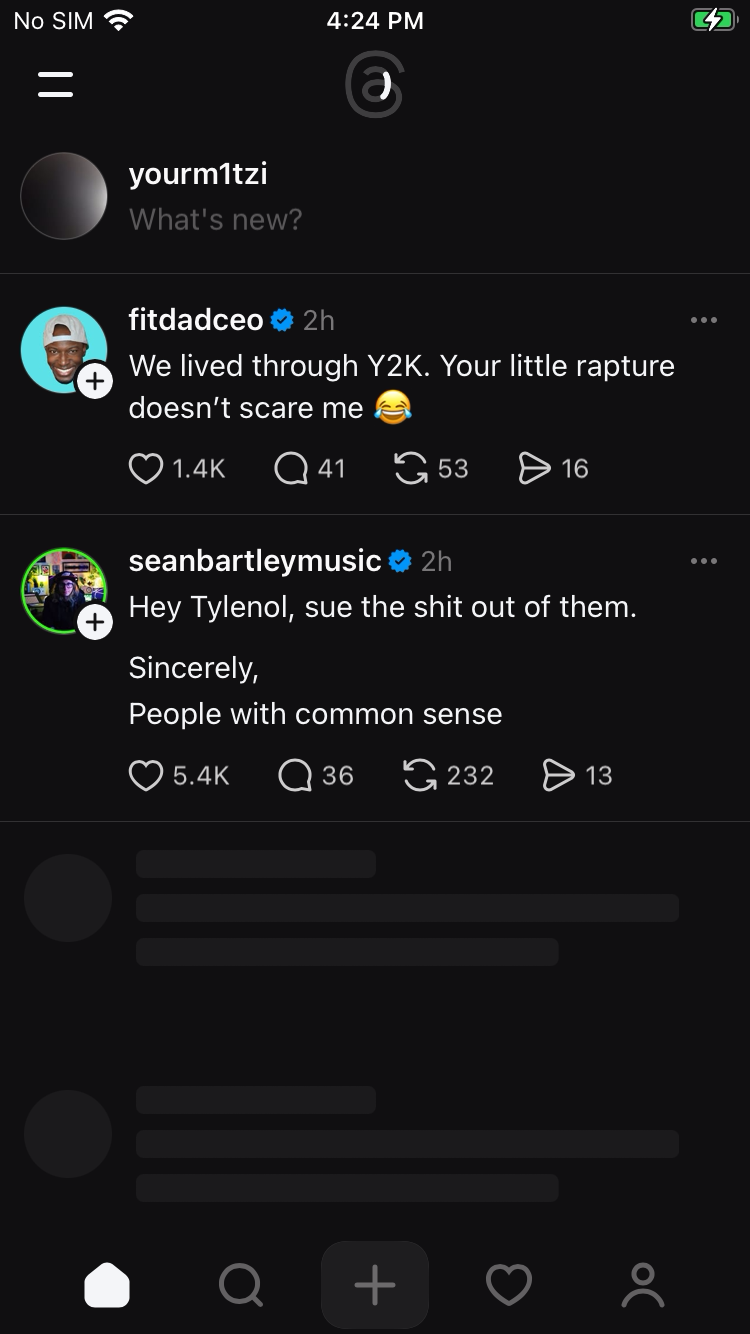 No SIM 4:24 PM
yourm1tzi
What's new?
fitdadceo 2h
We lived through Y2K. Your little rapture
doesn’t scare me 😂
1.4K 41 53 16
seanbartleymusic 2h
Hey Tylenol, sue the shit out of them.
Sincerely,
People with common sense
5.4K 36 232 13